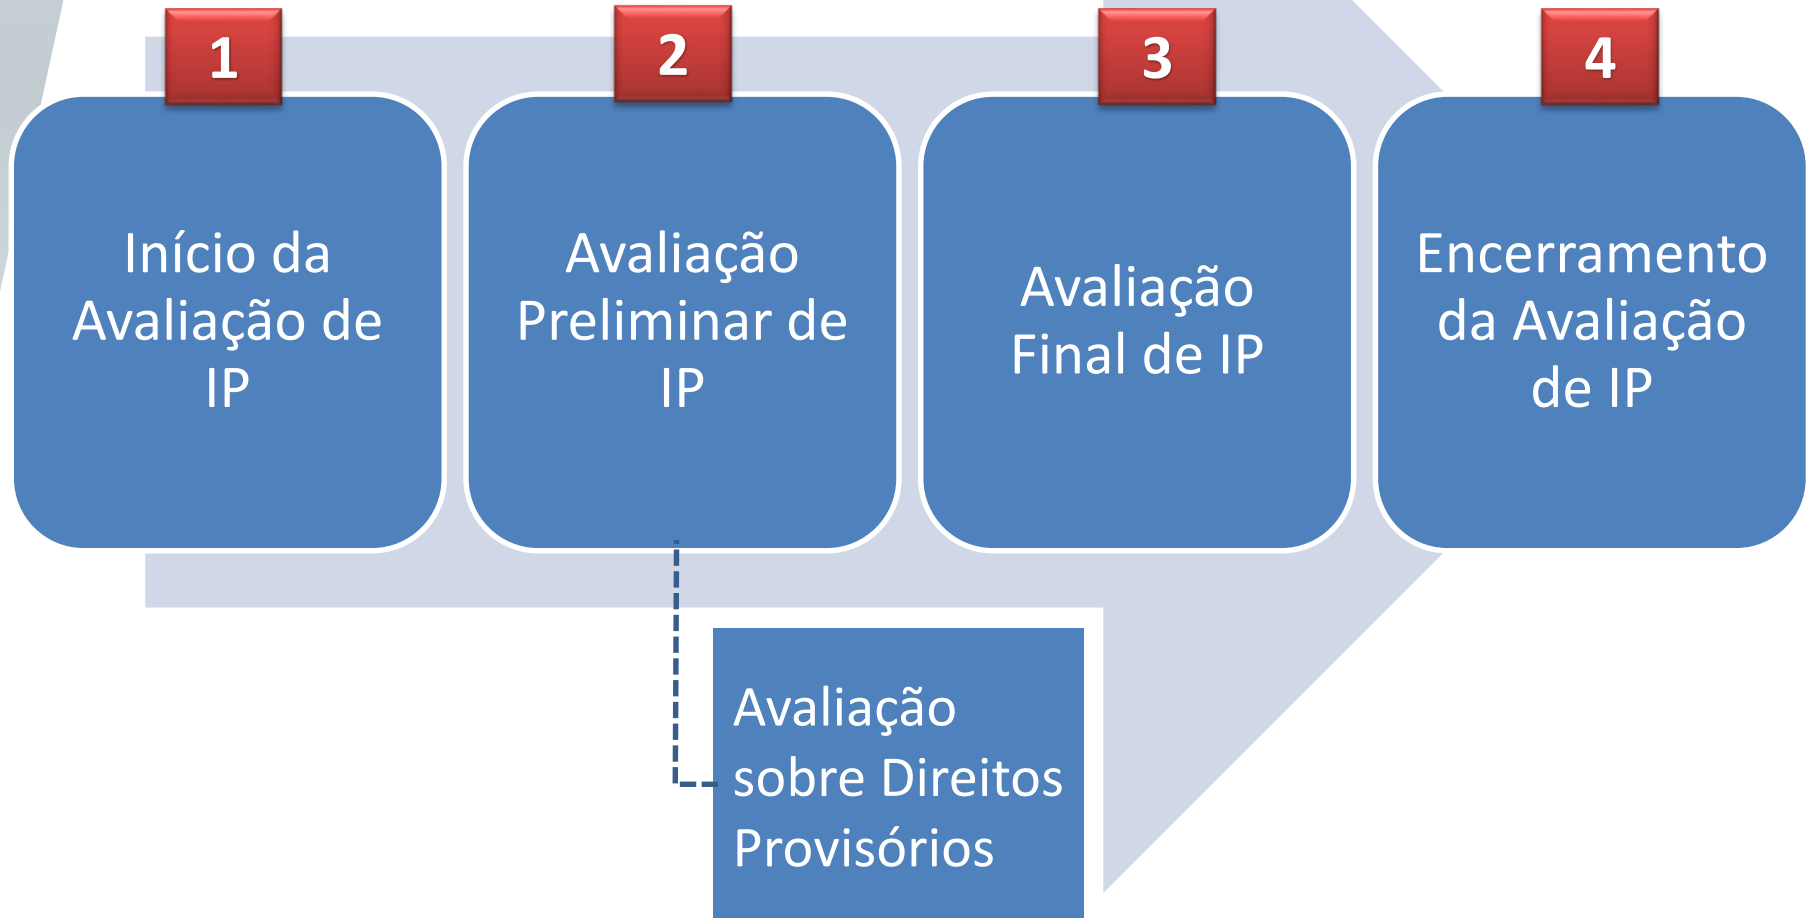 1
Início da
Avaliação de
IP
2
Avaliação
Preliminar de
IP
3
Avaliação
Final de IP
4
Encerramento
da Avaliação
de IP
Avaliação
sobre Direitos
Provisórios